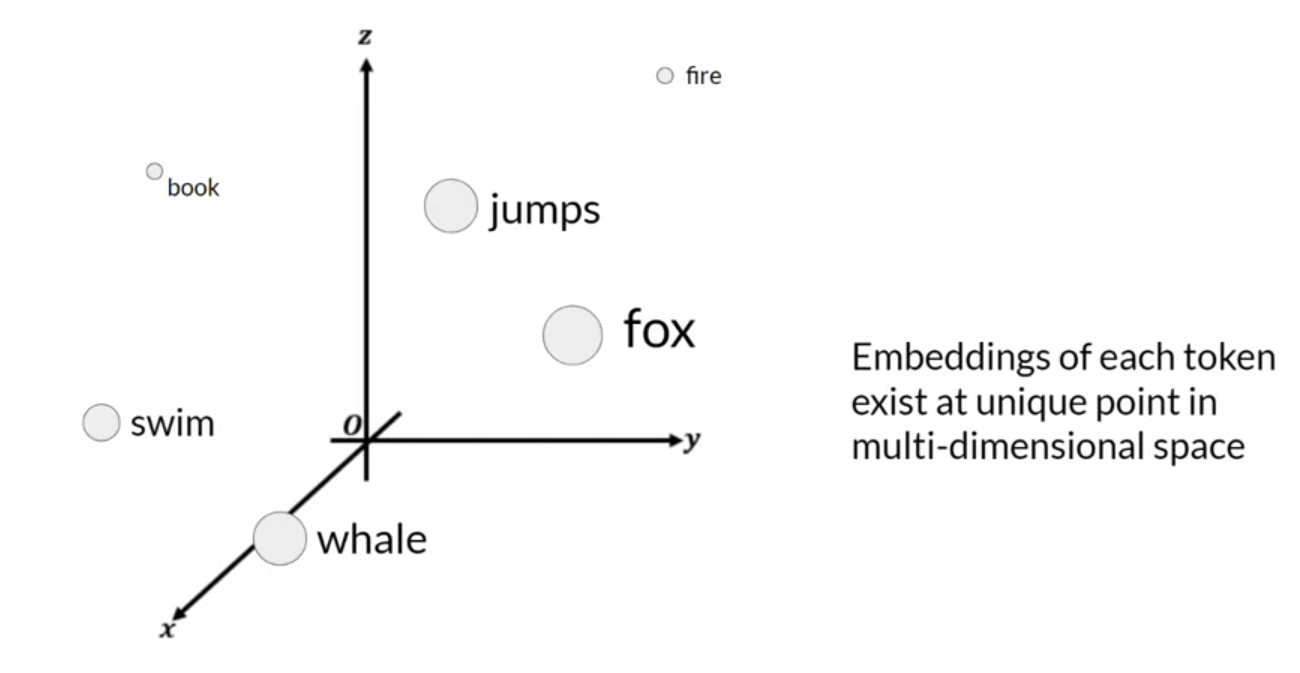 z
fire
book
jumps
fox
Embeddings of each token
exist at unique point in
multi-dimensional space
swim
O
y
whale
x